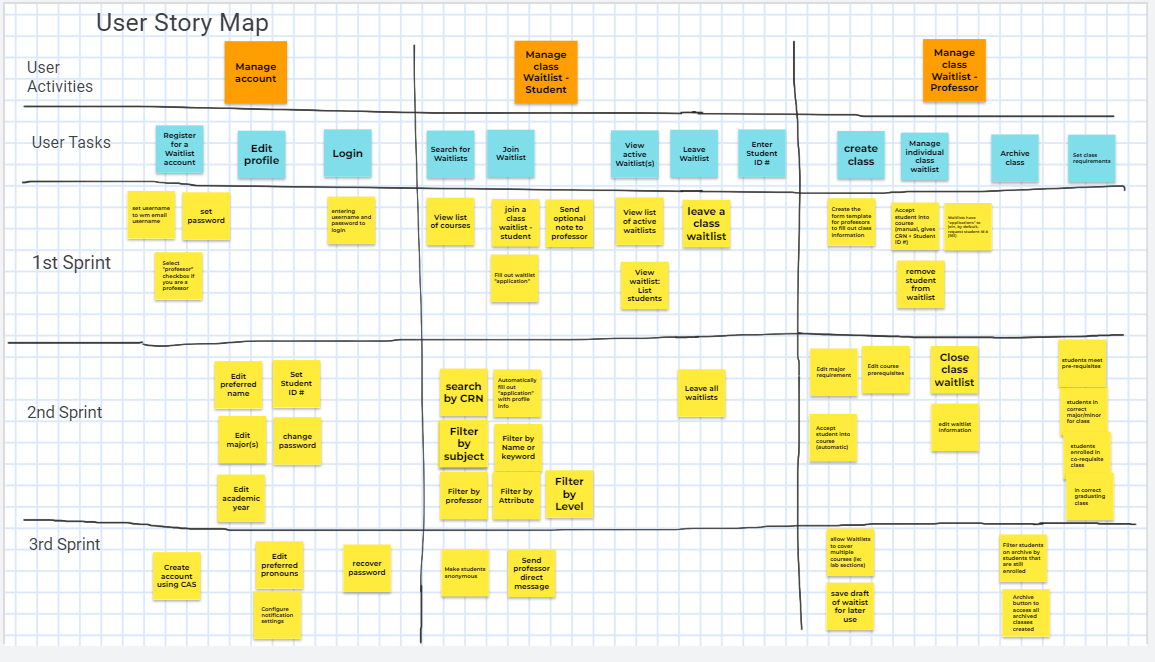 User Story Map
User
Activities
Manage
account
Manage
class
Waitlist -
Student
Manage
class
Waitlist -
Professor
User Tasks
Register
for a
Waitlist
account
Edit
profile
Login
Search for
Waitlists
Join
Waitlist
View
active
Waitlist(s)
Leave
Waitlist
Enter
Student
ID #
create
class
Manage
individual
class
waitlist
Archive
class
Set class
requirements
1st Sprint
set username
to wm email
username
set
password
entering
username and
password to
login
Select
"professor"
checkbox if
you are a
professor
View list
of courses
join a
class
waitlist -
student
Send
optional
note to
professor
Fill out waitlist
"application"
View list
of active
waitlists
leave a
class
waitlist
View
waitlist:
List
students
Create the
form template
for professors
to fill out class
information
Accept
student into
course
(manual, gives
CRN + Student
ID #)
Waitlists have
"applications" to
join, by default,
request student id #
remove
student
from
waitlist
2nd Sprint
Edit
preferred
name
Set
Student
ID #
Edit
major(s)
change
password
Edit
academic
year
search
by CRN
Automatically
fill out
"application"
with profile
info
Filter
by
subject
Filter by
Name or
keyword
Filter by
professor
Filter by
Attribute
Filter
by
Level
Leave all
waitlists
Edit major
requirement
Edit course
prerequisites
Close
class
waitlist
Accept
student into
course
(automatic)
edit waitlist
information
students meet
pre-requisites
students in
correct
major/minor
for class
students
enrolled in
co-requisite
class
in correct
graduating
class
3rd Sprint
Create
account
using CAS
Edit
preferred
pronouns
recover
password
Configure
notification
settings
Make students
anonymous
Send
professor
direct
message
allow Waitlists
to cover
multiple
courses (ie:
lab sections)
save draft
of waitist
for later
use
Filter students
on archive by
students that
are still
enrolled
Archive
button to
access all
archived
classes
created